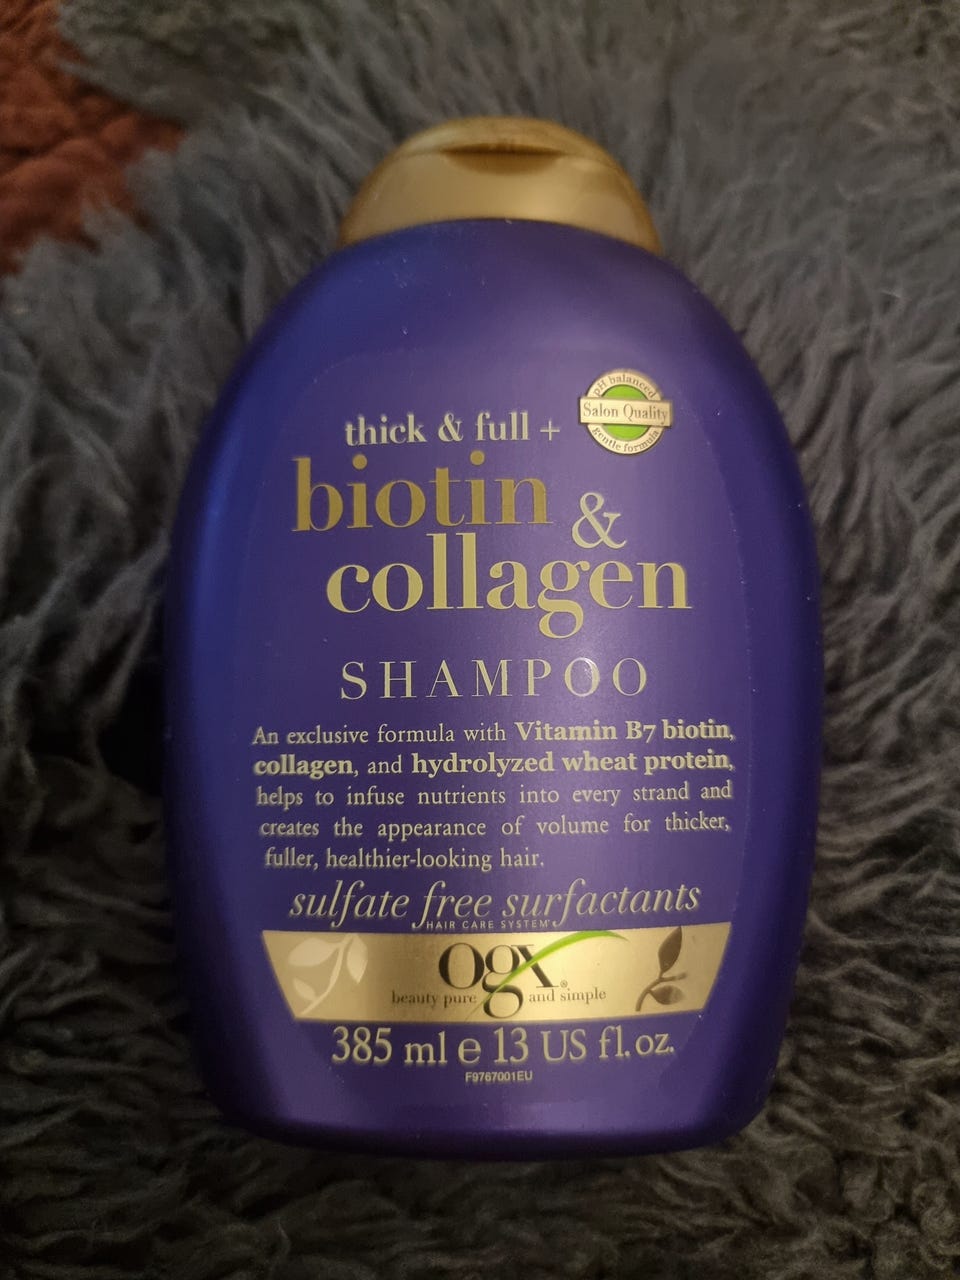 pH balanced
Salon Quality
gentle formula
thick & full +
biotin &
collagen
SHAMPOO
An exclusive formula with Vitamin B7 biotin,
collagen, and hydrolyzed wheat protein,
helps to infuse nutrients into every strand and
creates the appearance of volume for thicker,
fuller, healthier-looking hair.
sulfate free surfactants
HAIR CARE SYSTEM
ogx®
beauty pure and simple
385 ml e 13 US fl. oz.
F9767001EU